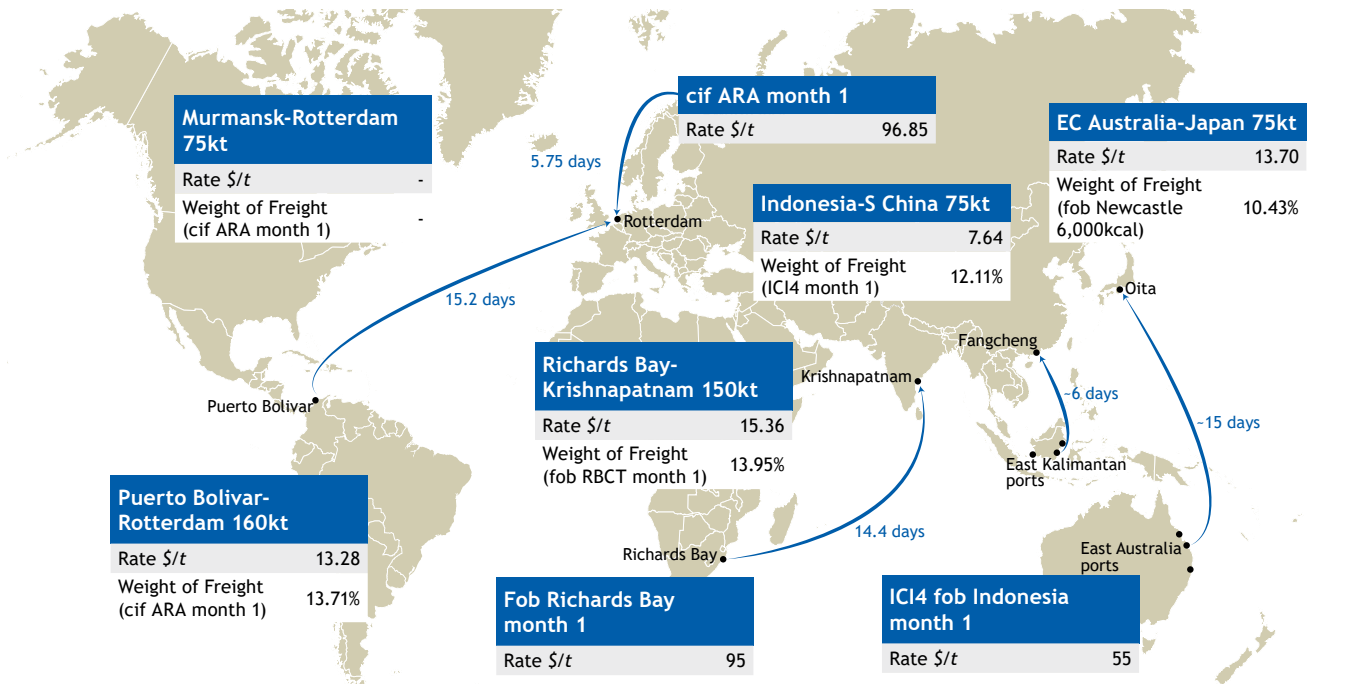 Murmansk-Rotterdam
75kt
Rate $/t -
Weight of Freight
(cif ARA month 1) -
cif ARA month 1
Rate $/t 96.85
5.75 days
Rotterdam
EC Australia-Japan 75kt
Rate $/t 13.70
Weight of Freight
(fob Newcastle 10.43%
6,000kcal)
Indonesia-S China 75kt
Rate $/t 7.64
Weight of Freight
(ICI4 month 1) 12.11%
15.2 days
Oita
Fangcheng
Richards Bay-
Krishnapatnam 150kt
Rate $/t 15.36
Weight of Freight
(fob RBCT month 1) 13.95%
Krishnapatnam
~6 days
~15 days
Puerto Bolivar
East Kalimantan
ports
Puerto Bolivar-
Rotterdam 160kt
Rate $/t 13.28
Weight of Freight
(cif ARA month 1) 13.71%
14.4 days
Richards Bay
East Australia
ports
Fob Richards Bay
month 1
Rate $/t 95
ICI4 fob Indonesia
month 1
Rate $/t 55